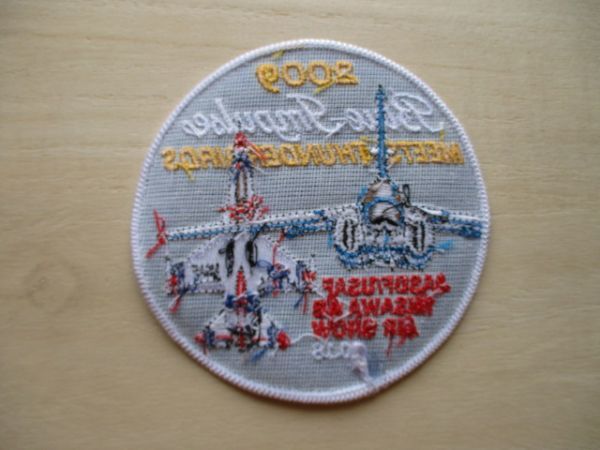 2009
Blue Impulse
MEETS THUNDERBIRDS
JASDF/USAF
MISAWA AB
AIR SHOW